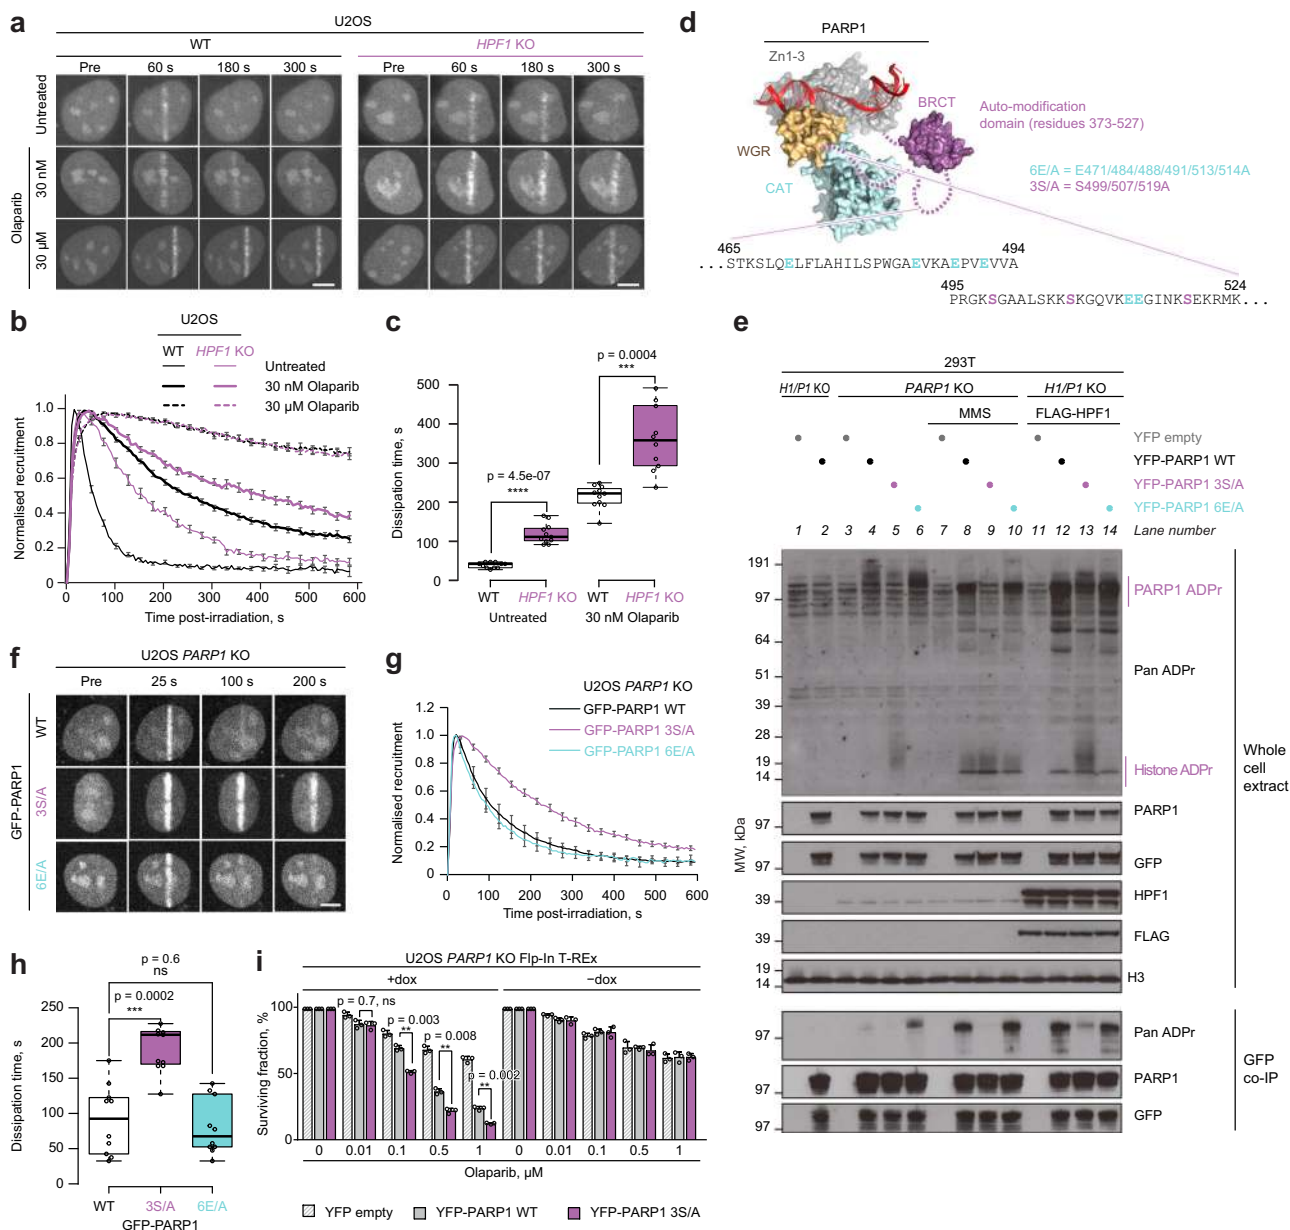 a
U2OS
WT
HPF1 KO
Pre 60 s 180 s 300 s
Pre 60 s 180 s 300 s
Untreated
Olaparib
30 nM
30 µM
b
U2OS
WT HPF1 KO
Untreated
30 nM Olaparib
30 µM Olaparib
Normalised recruitment
1.0
0.8
0.6
0.4
0.2
0
0 100 200 300 400 500 600
Time post-irradiation, s
c
Dissipation time, s
500
400
300
200
100
0
p = 4.5e-07
****
p = 0.0004
***
WT HPF1 KO WT HPF1 KO
Untreated 30 nM Olaparib
d
PARP1
Zn1-3
BRCT
WGR
CAT
Auto-modification
domain (residues 373-527)
6E/A = E471/484/488/491/513/514A
3S/A = S499/507/519A
465 494
...STKSLQELFLAHILSPWGAEVKAEPVEVVA
495 524
PRGKSGAALSKKSKGQVKEEGINKSEKRMK...
e
293T
H1/P1 KO PARP1 KO H1/P1 KO
MMS FLAG-HPF1
YFP empty
YFP-PARP1 WT
YFP-PARP1 3S/A
YFP-PARP1 6E/A
1 2 3 4 5 6 7 8 9 10 11 12 13 14 Lane number
MW, kDa
191
97
64
51
39
28
19
14
PARP1 ADPr
Pan ADPr
Histone ADPr
97 PARP1
97 GFP
39 HPF1
39 FLAG
19
14
H3
Whole
cell
extract
97 Pan ADPr
97 PARP1
97 GFP
GFP
co-IP
f
U2OS PARP1 KO
Pre 25 s 100 s 200 s
GFP-PARP1
WT
3S/A
6E/A
g
U2OS PARP1 KO
GFP-PARP1 WT
GFP-PARP1 3S/A
GFP-PARP1 6E/A
Normalised recruitment
1.2
1.0
0.8
0.6
0.4
0.2
0
0 100 200 300 400 500 600
Time post-irradiation, s
h
p = 0.6
ns
p = 0.0002
***
Dissipation time, s
250
200
150
100
50
0
WT 3S/A 6E/A
GFP-PARP1
i
U2OS PARP1 KO Flp-In T-REx
+dox −dox
Surviving fraction, %
100
50
0
p = 0.7, ns
p = 0.003
**
p = 0.008
**
p = 0.002
**
0 0.01 0.1 0.5 1 0 0.01 0.1 0.5 1
Olaparib, µM
YFP empty YFP-PARP1 WT YFP-PARP1 3S/A